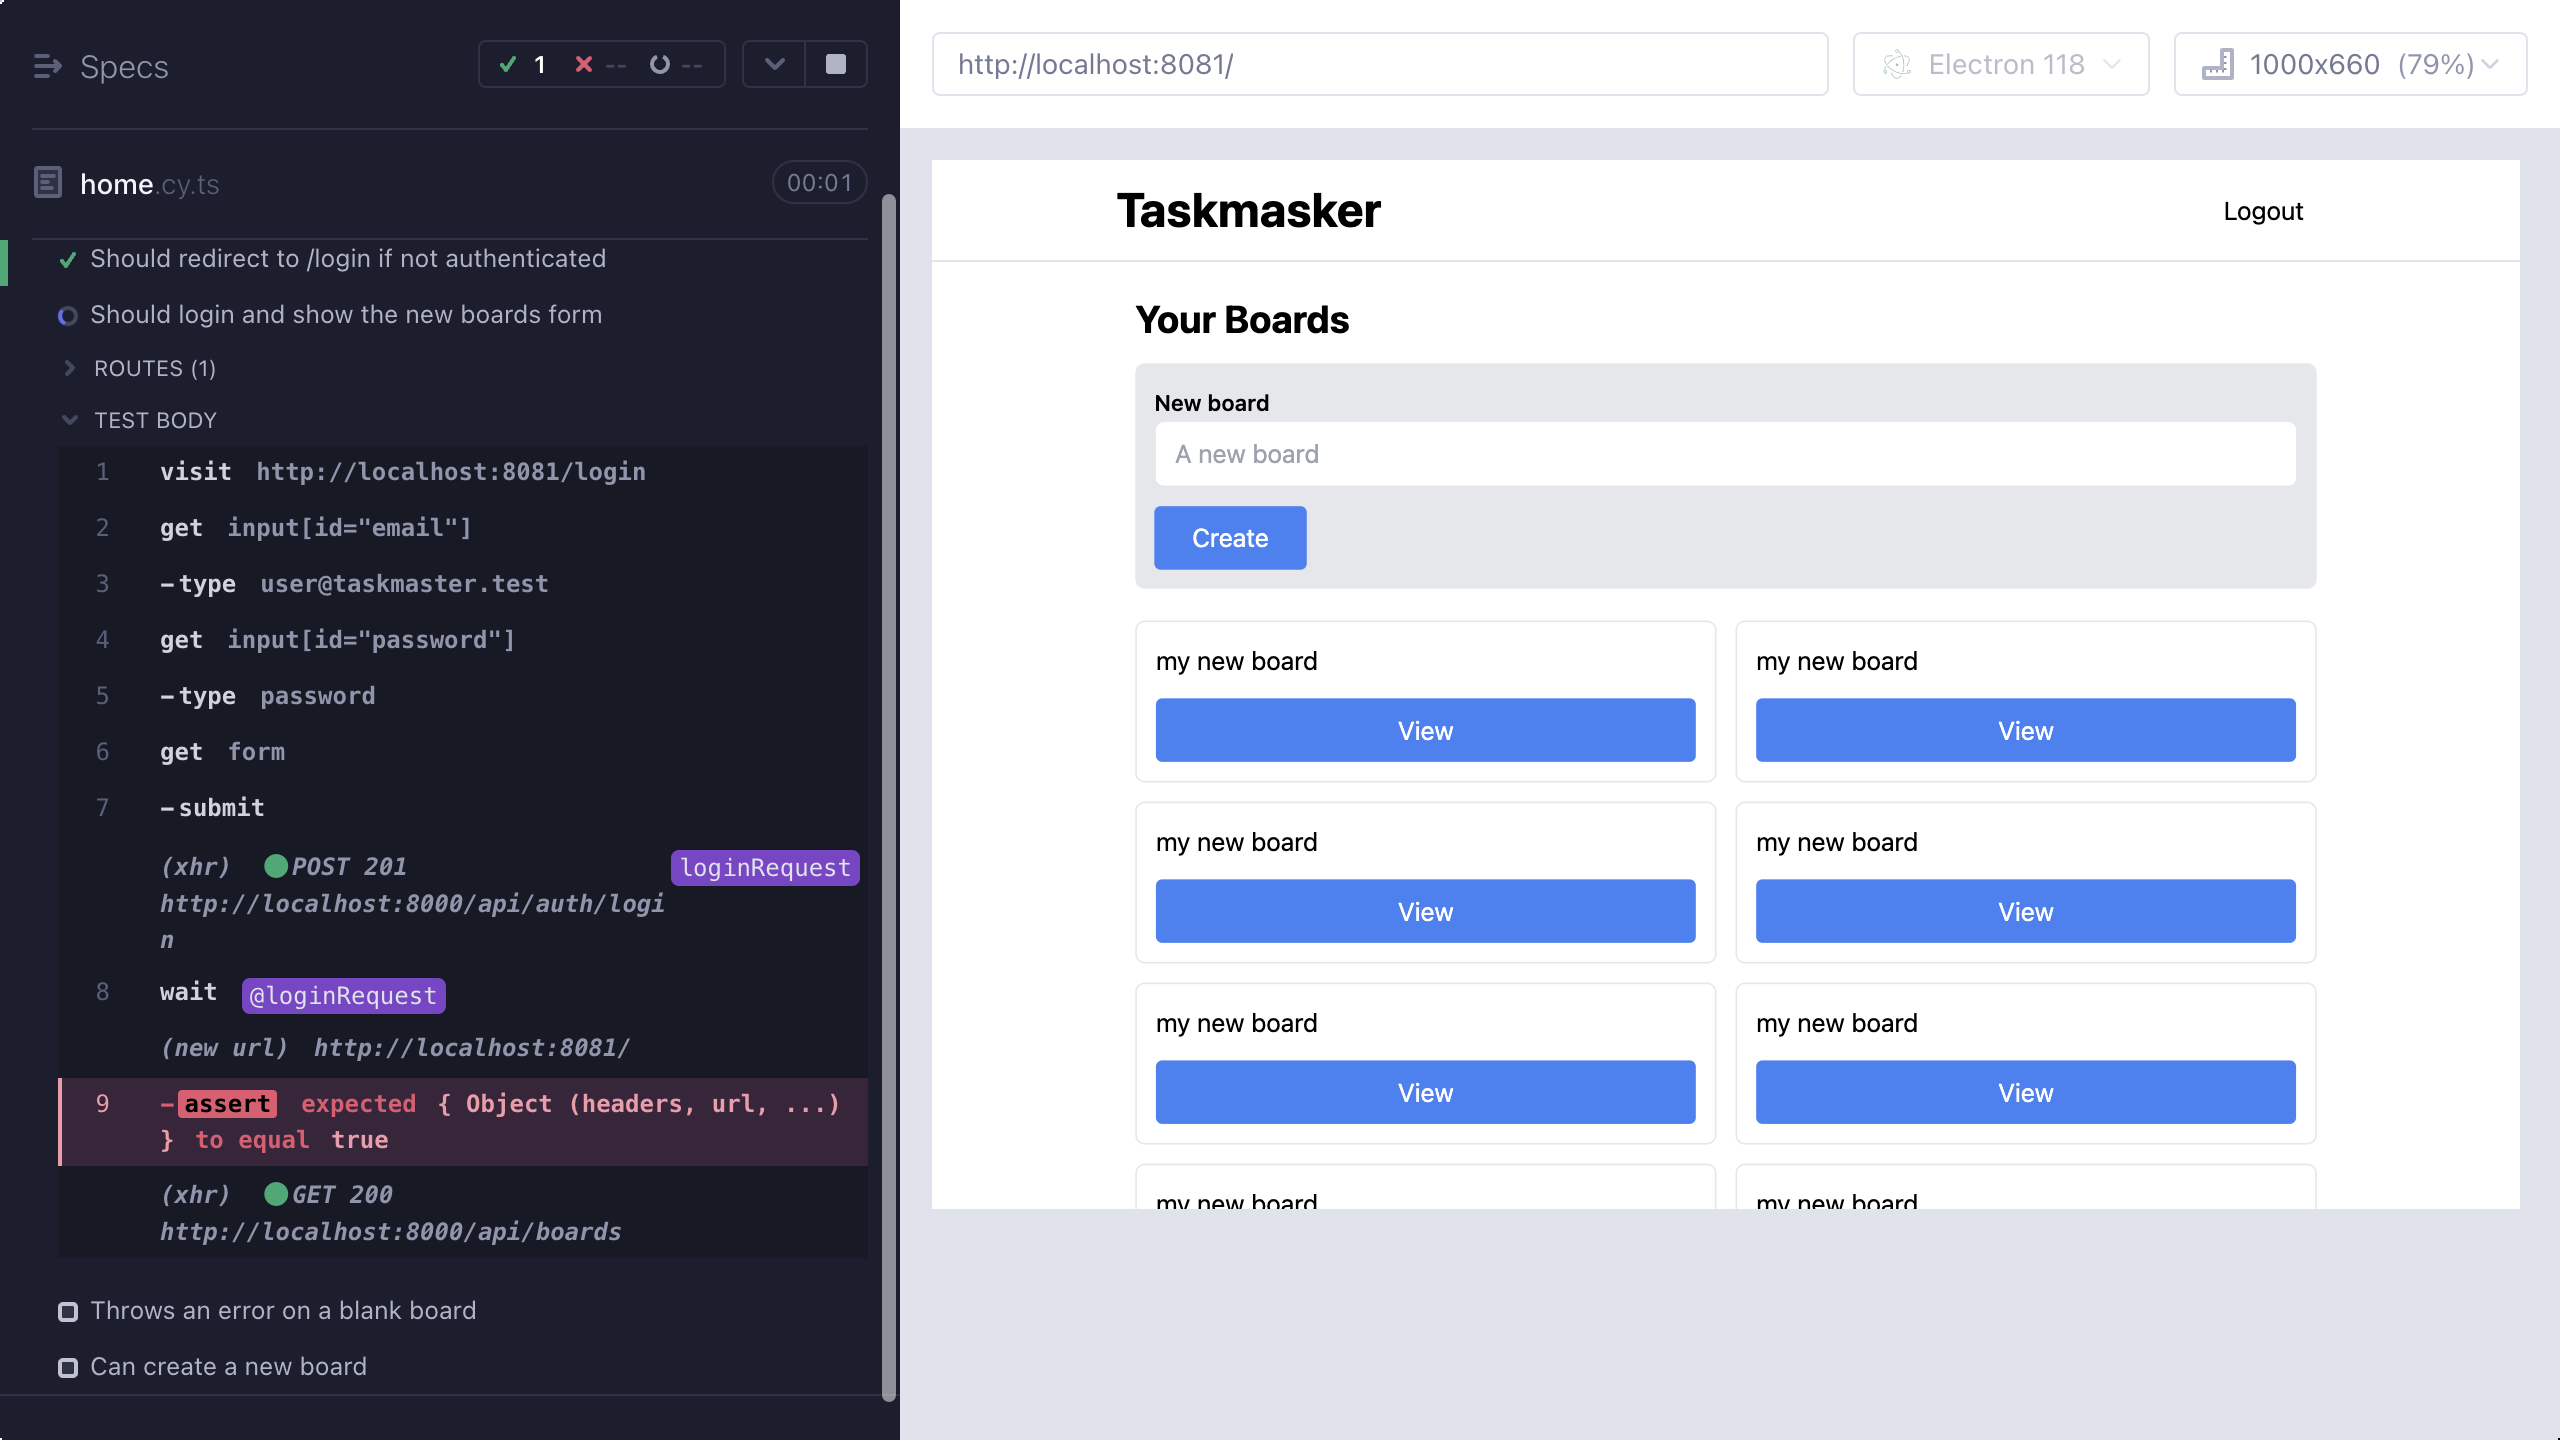 Specs
1
--
--
home.cy.ts
00:01
Should redirect to /login if not authenticated
Should login and show the new boards form
ROUTES (1)
TEST BODY
1 visit http://localhost:8081/login
2 get input[id="email"]
3 -type user@taskmaster.test
4 get input[id="password"]
5 -type password
6 get form
7 -submit
(xhr) POST 201 loginRequest
http://localhost:8000/api/auth/logi
n
8 wait @loginRequest
(new url) http://localhost:8081/
9 -assert expected { Object (headers, url, ...)
} to equal true
(xhr) GET 200
http://localhost:8000/api/boards
Throws an error on a blank board
Can create a new board
http://localhost:8081/
Electron 118
1000x660 (79%)
Taskmasker
Logout
Your Boards
New board
A new board
Create
my new board
my new board
View
View
my new board
my new board
View
View
my new board
my new board
View
View
my new board
my new board